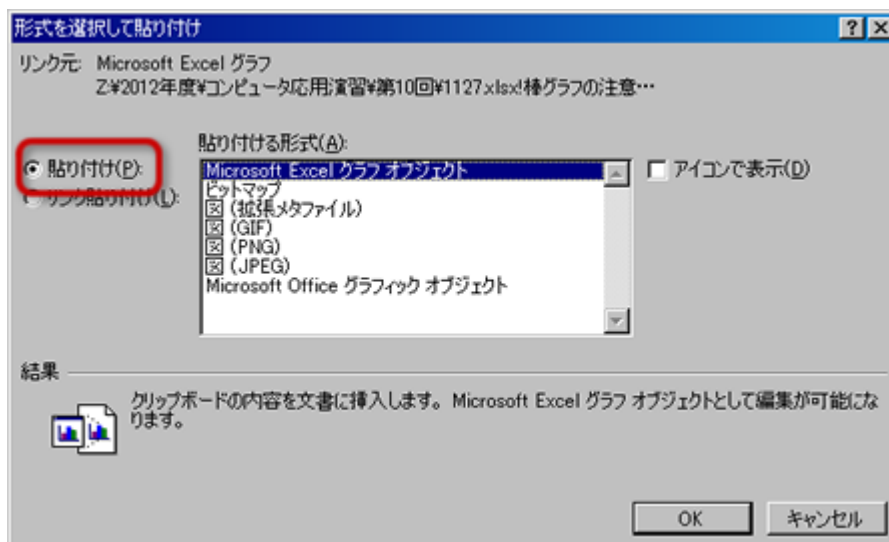 形式を選択して貼り付け
リンク元: Microsoft Excel グラフ
Z:¥2012年度¥コンピュータ応用演習¥第10回¥1127.xlsx!棒グラフの注意…
貼り付ける形式(A):
貼り付け(P):
リンク貼り付け(L):
Microsoft Excel グラフ オブジェクト
ビットマップ
図 (拡張メタファイル)
図 (GIF)
図 (PNG)
図 (JPEG)
Microsoft Office グラフィック オブジェクト
アイコンで表示(D)
結果
クリップボードの内容を文書に挿入します。Microsoft Excel グラフ オブジェクトとして編集が可能にな
ります。
OK
キャンセル